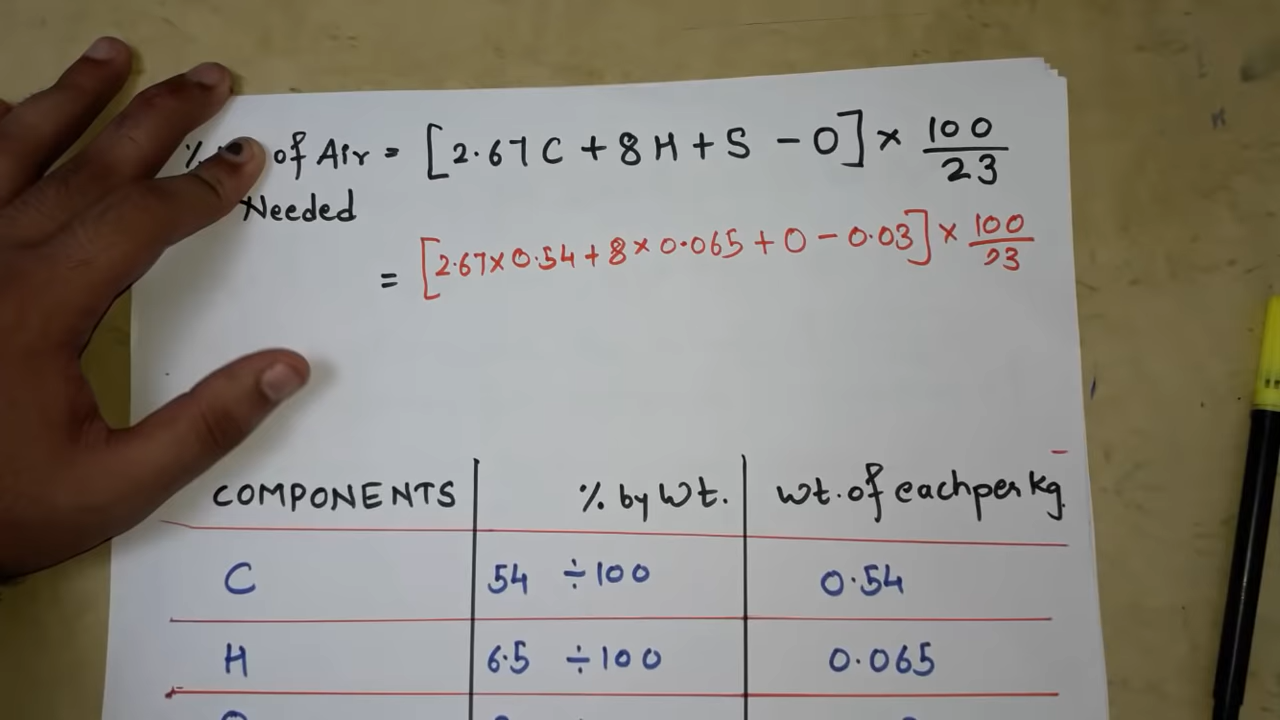 % of Air = [2.67C + 8H + S - O] × 100/23
Needed
= [2.67 × 0.54 + 8 × 0.065 + 0 - 0.03] × 100/23
COMPONENTS % by Wt. Wt. of each per kg.
C 54 ÷100 0.54
H 6.5 ÷100 0.065